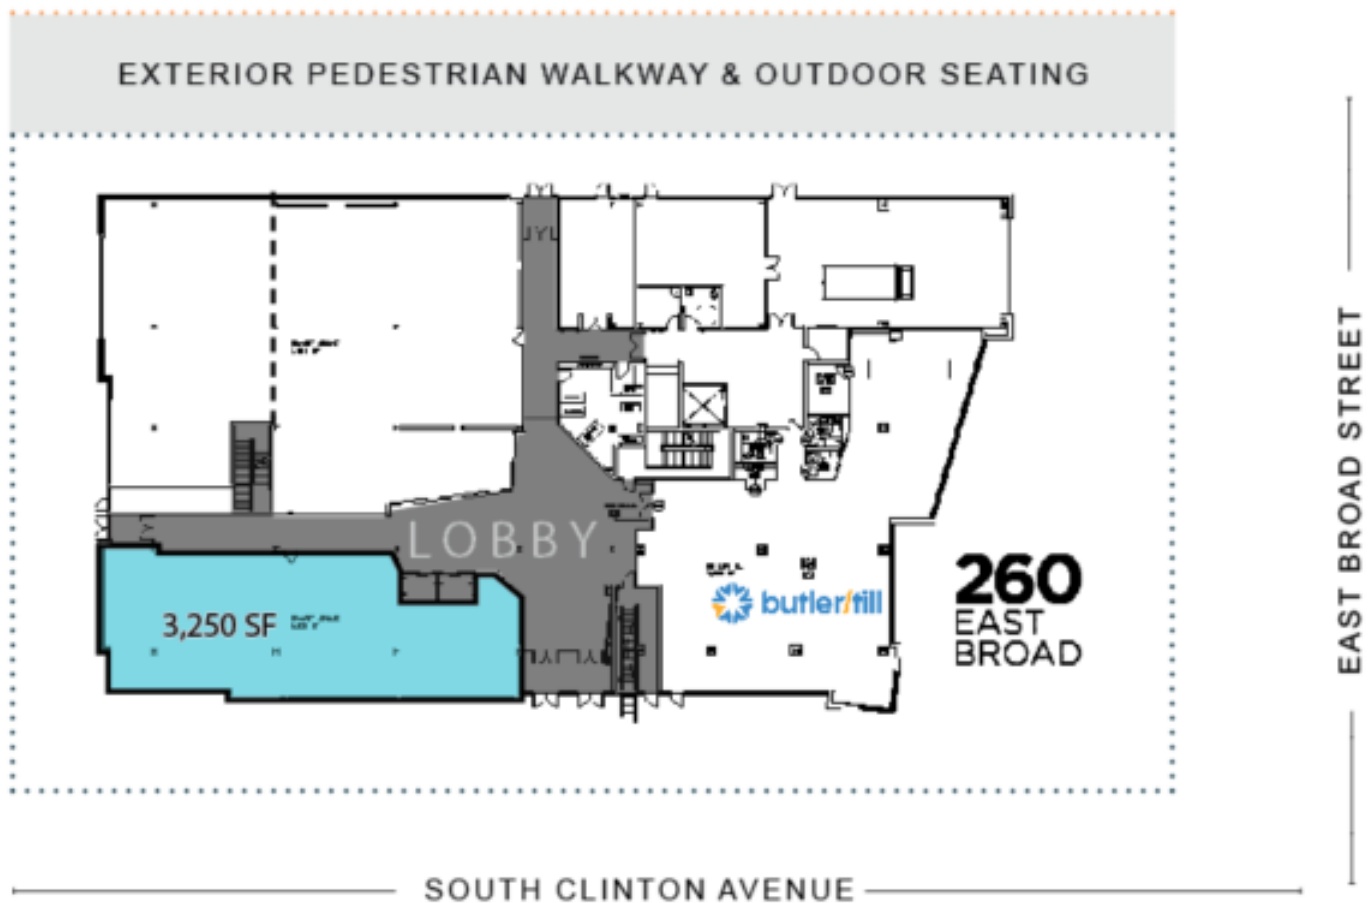 EXTERIOR PEDESTRIAN WALKWAY & OUTDOOR SEATING
LOBBY
3,250 SF
butler/till
260
EAST
BROAD
EAST BROAD STREET
SOUTH CLINTON AVENUE